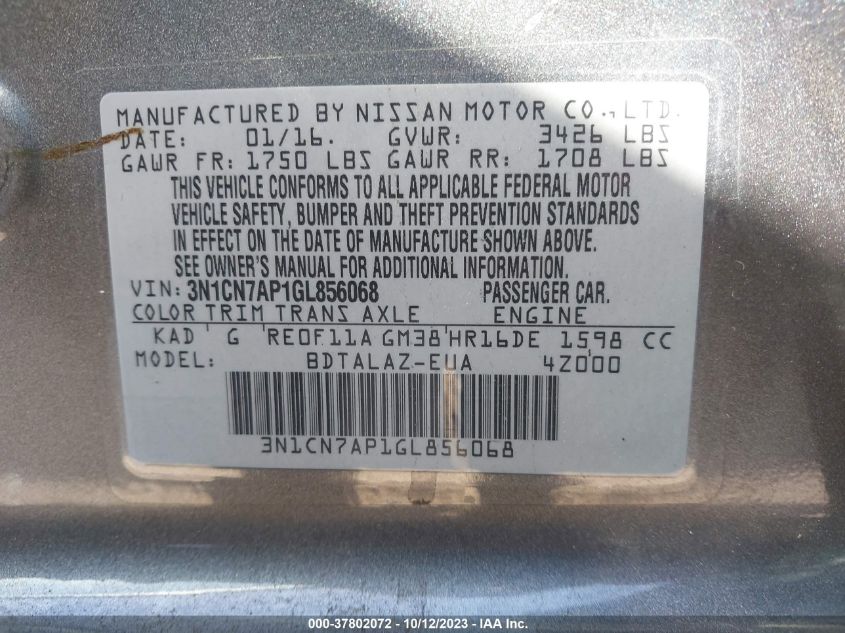 MANUFACTURED BY NISSAN MOTOR CO., LTD.
DATE: 01/16. GVWR: 3426 LBS
GAWR FR: 1750 LBS GAWR RR: 1708 LBS
THIS VEHICLE CONFORMS TO ALL APPLICABLE FEDERAL MOTOR
VEHICLE SAFETY, BUMPER AND THEFT PREVENTION STANDARDS
IN EFFECT ON THE DATE OF MANUFACTURE SHOWN ABOVE.
SEE OWNER'S MANUAL FOR ADDITIONAL INFORMATION.
VIN: 3N1CN7AP1GL856068 PASSENGER CAR.
COLOR TRIM TRANS AXLE ENGINE
KAD G RE0F11A GM38 HR16DE 1598 CC
MODEL: BDTALAZ-EUA 4Z000
3N1CN7AP1GL856068
000-37802072 - 10/12/2023 - IAAI.com